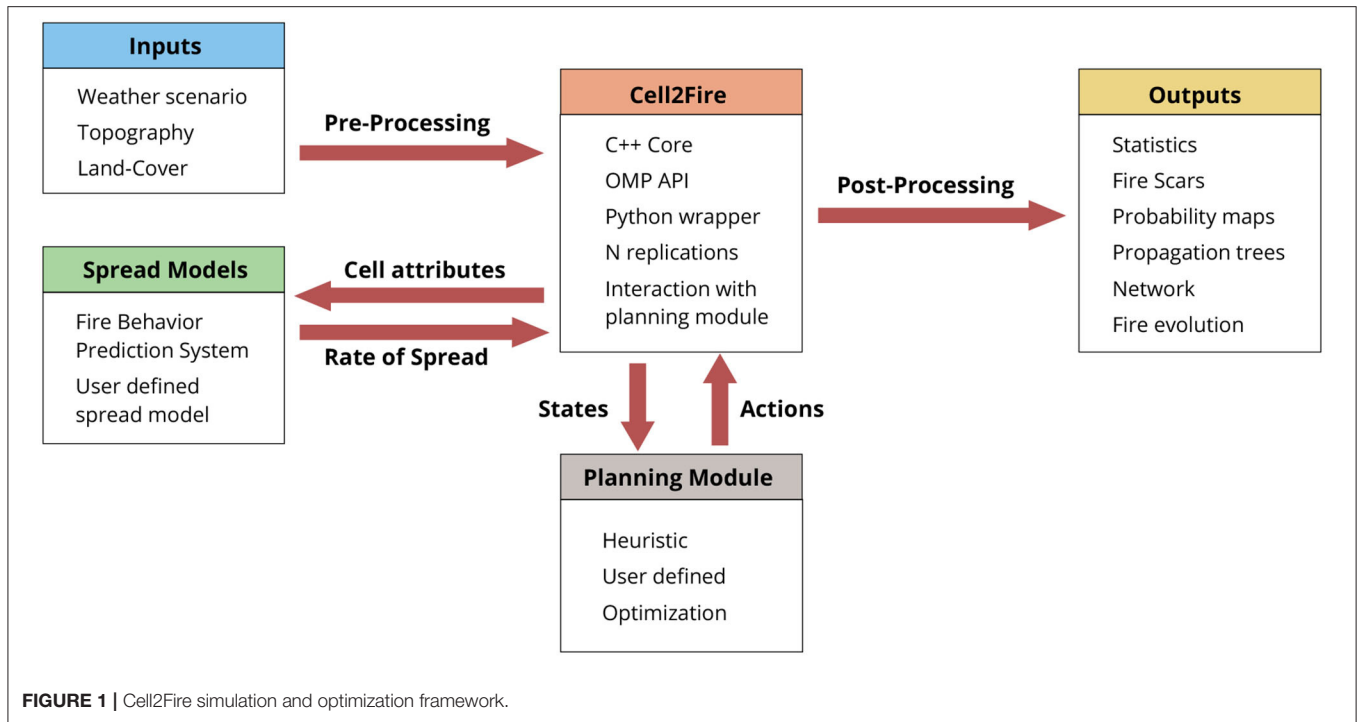 Inputs
Weather scenario
Topography
Land-Cover
Pre-Processing
Spread Models
Fire Behavior
Prediction System
User defined
spread model
Cell attributes
Rate of Spread
Cell2Fire
C++ Core
OMP API
Python wrapper
N replications
Interaction with
planning module
States
Actions
Planning Module
Heuristic
User defined
Optimization
Post-Processing
Outputs
Statistics
Fire Scars
Probability maps
Propagation trees
Network
Fire evolution
FIGURE 1 | Cell2Fire simulation and optimization framework.